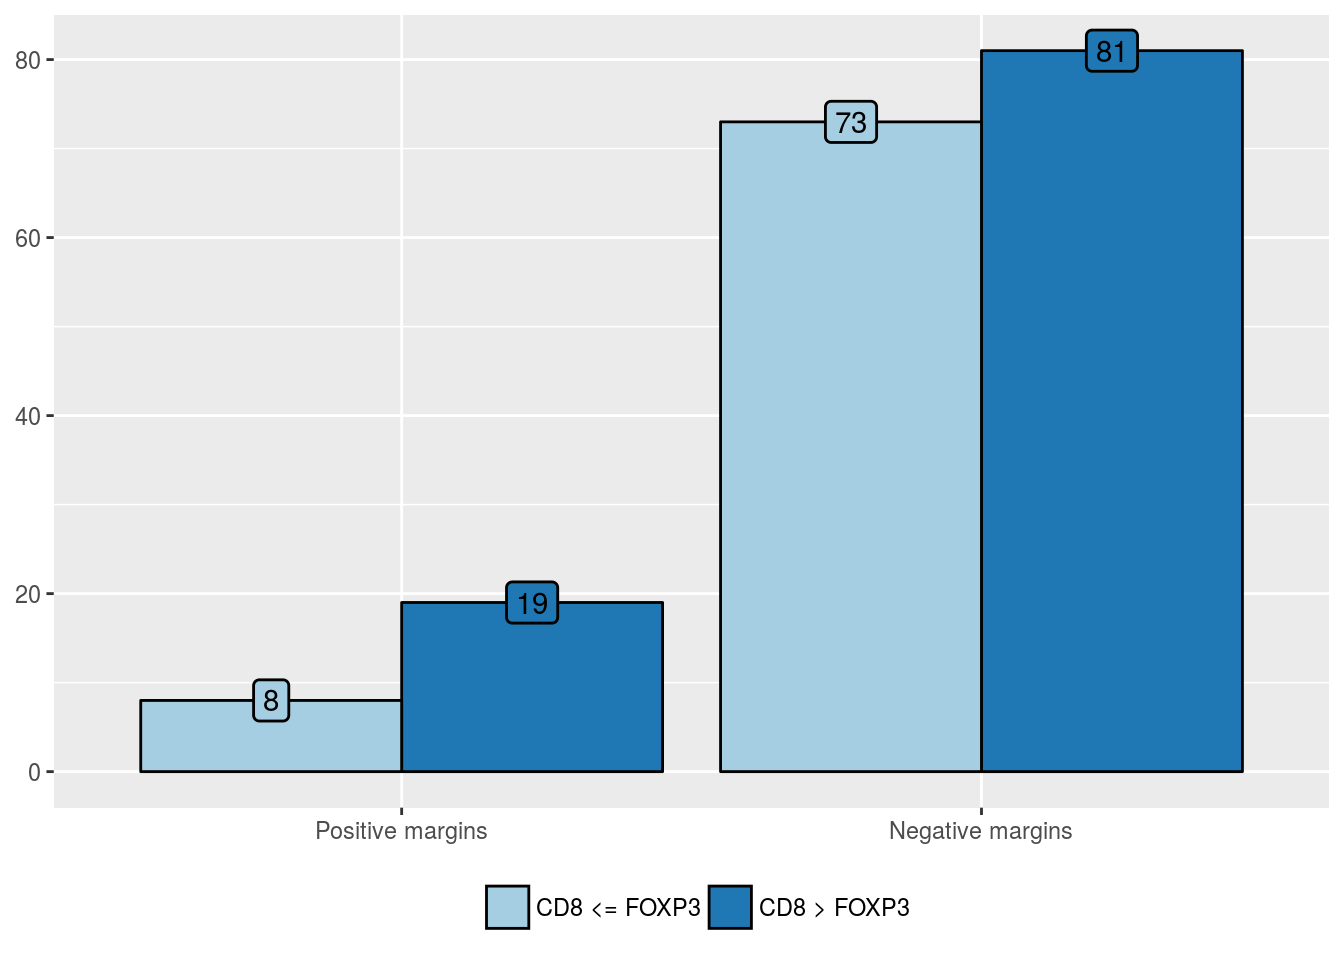 80
60
40
20
0
8
19
73
81
Positive margins
Negative margins
CD8 <= FOXP3
CD8 > FOXP3